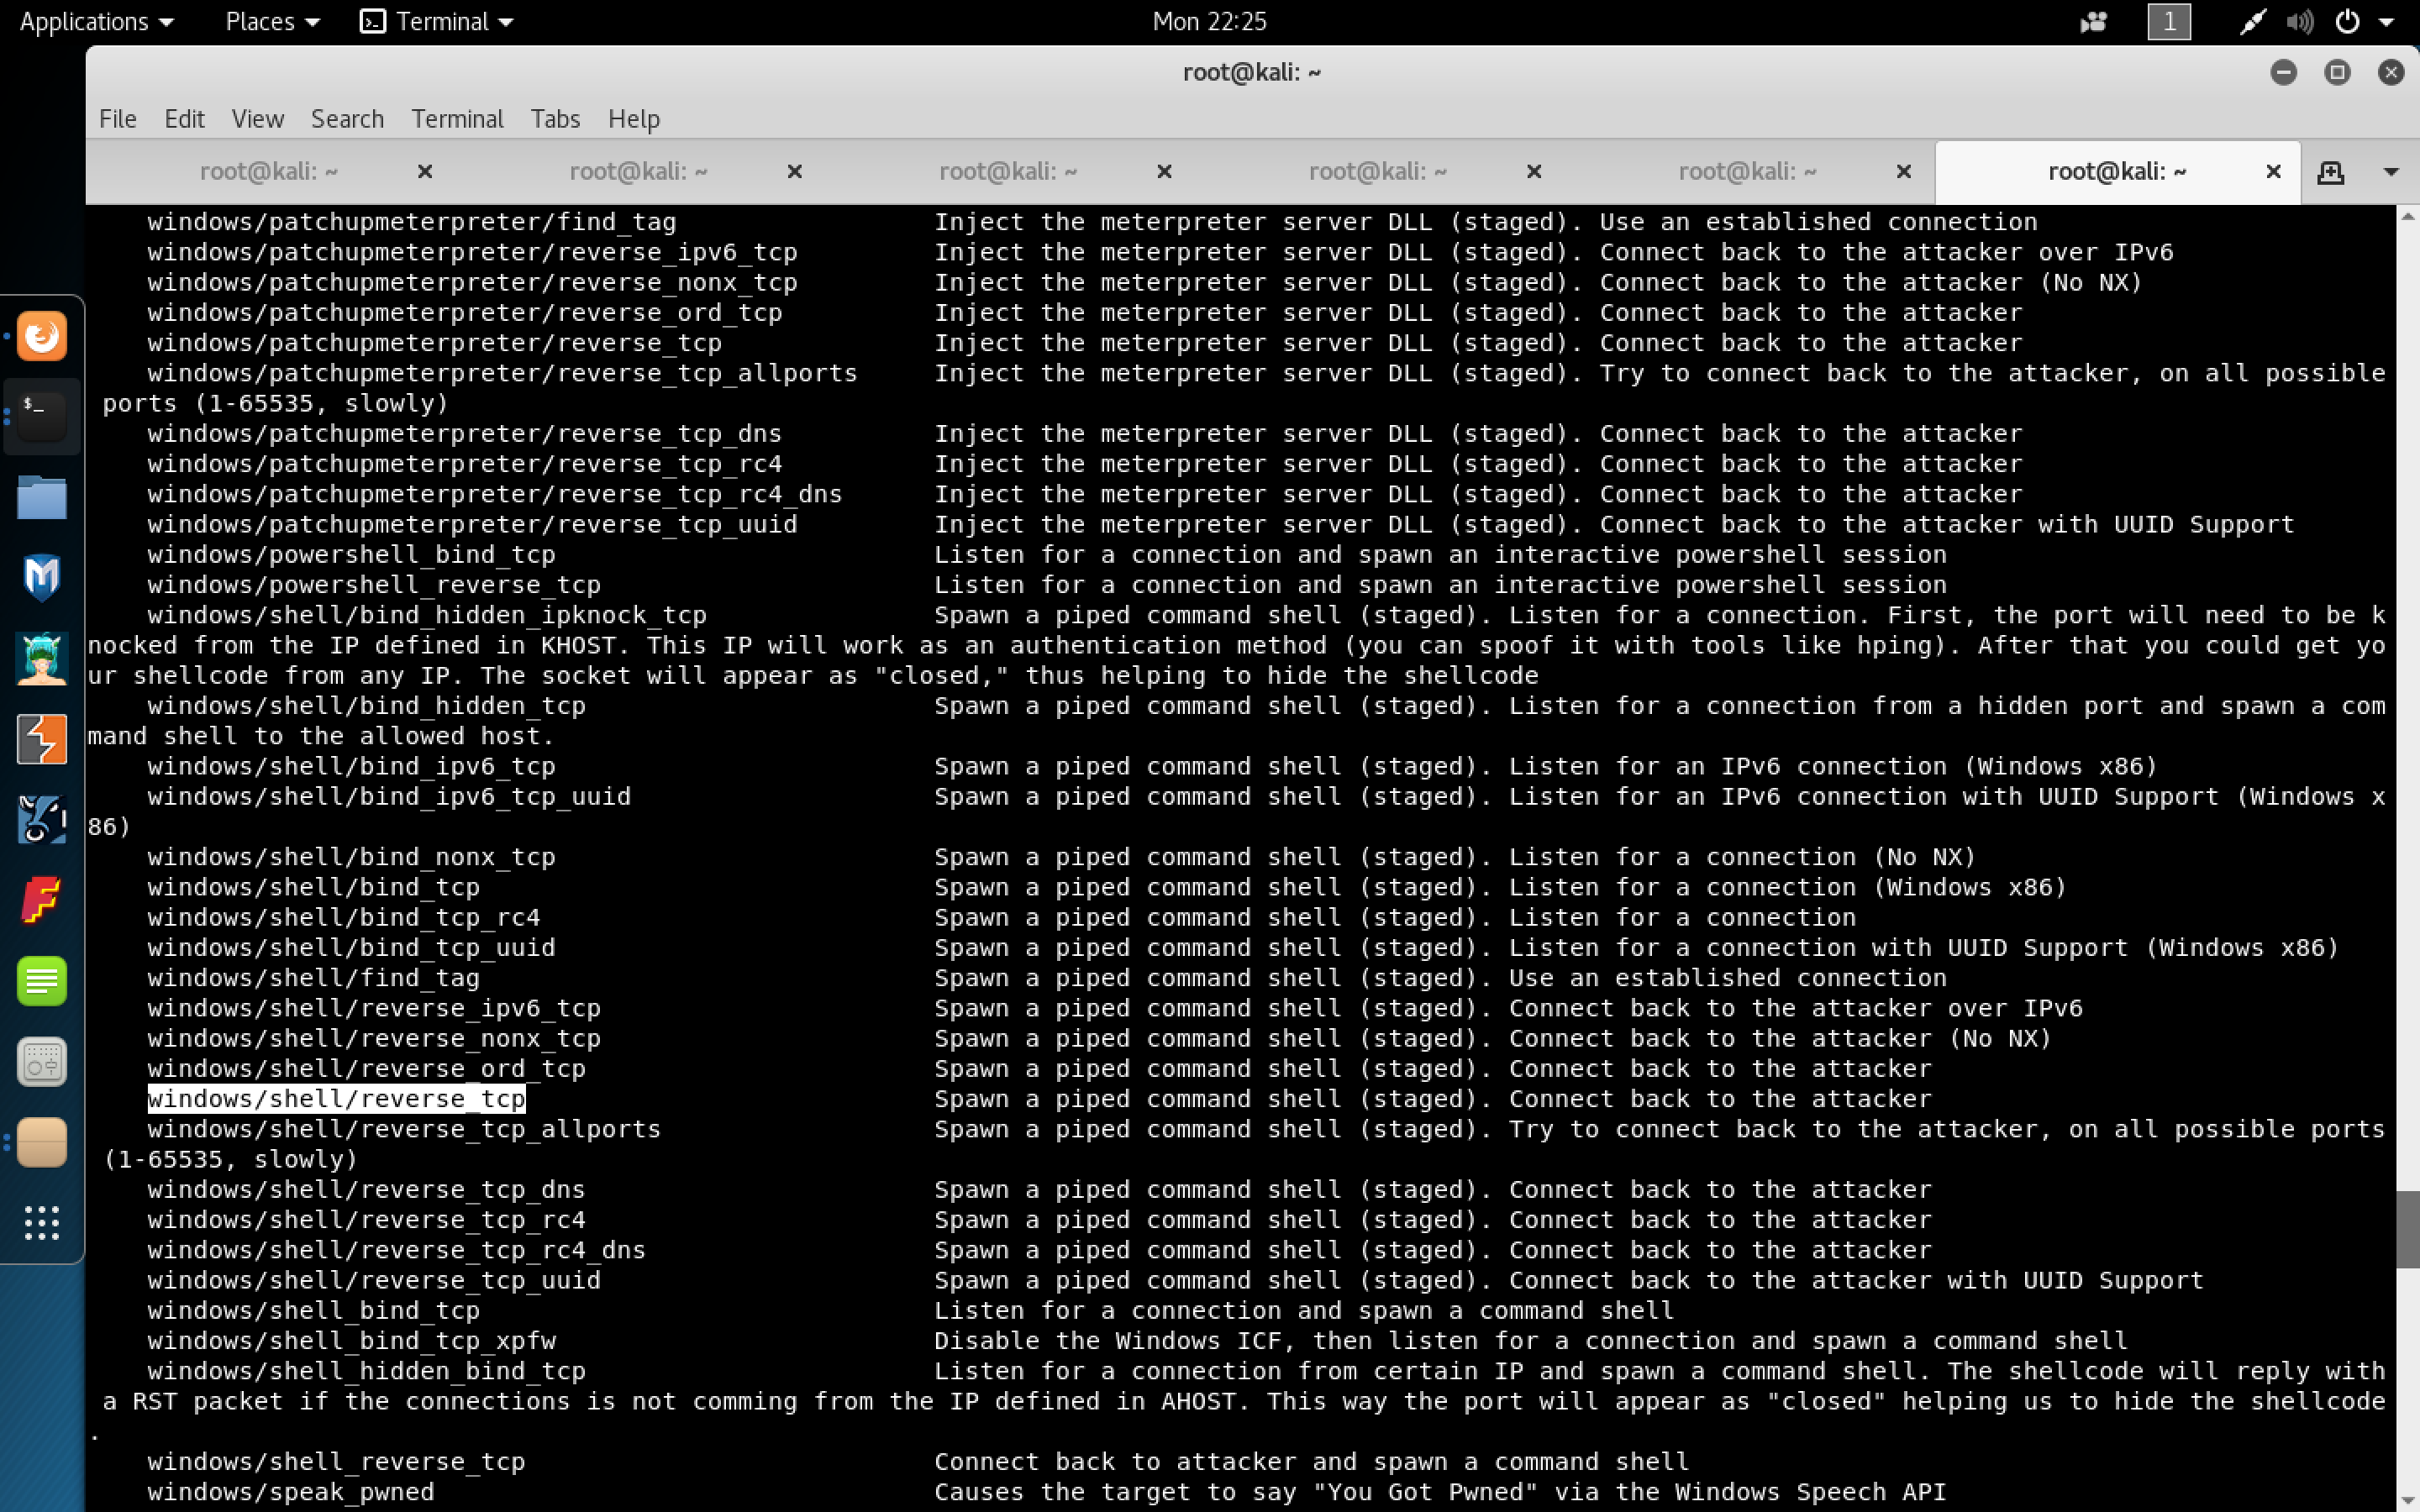 Applications Places Terminal Mon 22:25 1
root@kali: ~
File Edit View Search Terminal Tabs Help
root@kali: ~ root@kali: ~ root@kali: ~ root@kali: ~ root@kali: ~ root@kali: ~
windows/patchupmeterpreter/find_tag Inject the meterpreter server DLL (staged). Use an established connection
windows/patchupmeterpreter/reverse_ipv6_tcp Inject the meterpreter server DLL (staged). Connect back to the attacker over IPv6
windows/patchupmeterpreter/reverse_nonx_tcp Inject the meterpreter server DLL (staged). Connect back to the attacker (No NX)
windows/patchupmeterpreter/reverse_ord_tcp Inject the meterpreter server DLL (staged). Connect back to the attacker
windows/patchupmeterpreter/reverse_tcp Inject the meterpreter server DLL (staged). Connect back to the attacker
windows/patchupmeterpreter/reverse_tcp_allports Inject the meterpreter server DLL (staged). Try to connect back to the attacker, on all possible
ports (1-65535, slowly)
windows/patchupmeterpreter/reverse_tcp_dns Inject the meterpreter server DLL (staged). Connect back to the attacker
windows/patchupmeterpreter/reverse_tcp_rc4 Inject the meterpreter server DLL (staged). Connect back to the attacker
windows/patchupmeterpreter/reverse_tcp_rc4_dns Inject the meterpreter server DLL (staged). Connect back to the attacker
windows/patchupmeterpreter/reverse_tcp_uuid Inject the meterpreter server DLL (staged). Connect back to the attacker with UUID Support
windows/powershell_bind_tcp Listen for a connection and spawn an interactive powershell session
windows/powershell_reverse_tcp Listen for a connection and spawn an interactive powershell session
windows/shell/bind_hidden_ipknock_tcp Spawn a piped command shell (staged). Listen for a connection. First, the port will need to be k
nocked from the IP defined in KHOST. This IP will work as an authentication method (you can spoof it with tools like hping). After that you could get yo
ur shellcode from any IP. The socket will appear as "closed," thus helping to hide the shellcode
windows/shell/bind_hidden_tcp Spawn a piped command shell (staged). Listen for a connection from a hidden port and spawn a com
mand shell to the allowed host.
windows/shell/bind_ipv6_tcp Spawn a piped command shell (staged). Listen for an IPv6 connection (Windows x86)
windows/shell/bind_ipv6_tcp_uuid Spawn a piped command shell (staged). Listen for an IPv6 connection with UUID Support (Windows x
86)
windows/shell/bind_nonx_tcp Spawn a piped command shell (staged). Listen for a connection (No NX)
windows/shell/bind_tcp Spawn a piped command shell (staged). Listen for a connection (Windows x86)
windows/shell/bind_tcp_rc4 Spawn a piped command shell (staged). Listen for a connection
windows/shell/bind_tcp_uuid Spawn a piped command shell (staged). Listen for a connection with UUID Support (Windows x86)
windows/shell/find_tag Spawn a piped command shell (staged). Use an established connection
windows/shell/reverse_ipv6_tcp Spawn a piped command shell (staged). Connect back to the attacker over IPv6
windows/shell/reverse_nonx_tcp Spawn a piped command shell (staged). Connect back to the attacker (No NX)
windows/shell/reverse_ord_tcp Spawn a piped command shell (staged). Connect back to the attacker
windows/shell/reverse_tcp Spawn a piped command shell (staged). Connect back to the attacker
windows/shell/reverse_tcp_allports Spawn a piped command shell (staged). Try to connect back to the attacker, on all possible ports
(1-65535, slowly)
windows/shell/reverse_tcp_dns Spawn a piped command shell (staged). Connect back to the attacker
windows/shell/reverse_tcp_rc4 Spawn a piped command shell (staged). Connect back to the attacker
windows/shell/reverse_tcp_rc4_dns Spawn a piped command shell (staged). Connect back to the attacker
windows/shell/reverse_tcp_uuid Spawn a piped command shell (staged). Connect back to the attacker with UUID Support
windows/shell_bind_tcp Listen for a connection and spawn a command shell
windows/shell_bind_tcp_xpfw Disable the Windows ICF, then listen for a connection and spawn a command shell
windows/shell_hidden_bind_tcp Listen for a connection from certain IP and spawn a command shell. The shellcode will reply with
a RST packet if the connections is not comming from the IP defined in AHOST. This way the port will appear as "closed" helping us to hide the shellcode
.
windows/shell_reverse_tcp Connect back to attacker and spawn a command shell
windows/speak_pwned Causes the target to say "You Got Pwned" via the Windows Speech API